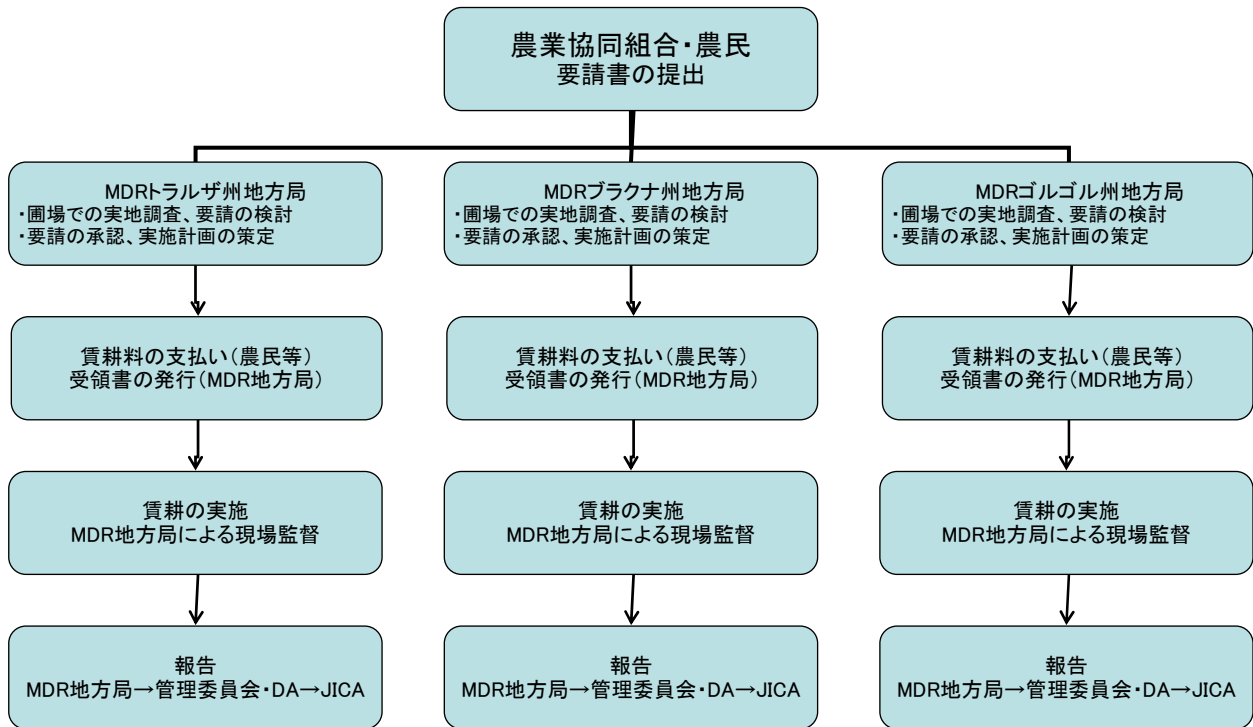 農業協同組合・農民
要請書の提出
MDRトラルザ州地方局
・圃場での実地調査、要請の検討
・要請の承認、実施計画の策定
MDRブラクナ州地方局
・圃場での実地調査、要請の検討
・要請の承認、実施計画の策定
MDRゴルゴル州地方局
・圃場での実地調査、要請の検討
・要請の承認、実施計画の策定
賃耕料の支払い(農民等)
受領書の発行(MDR地方局)
賃耕料の支払い(農民等)
受領書の発行(MDR地方局)
賃耕料の支払い(農民等)
受領書の発行(MDR地方局)
賃耕の実施
MDR地方局による現場監督
賃耕の実施
MDR地方局による現場監督
賃耕の実施
MDR地方局による現場監督
報告
MDR地方局→管理委員会・DA→JICA
報告
MDR地方局→管理委員会・DA→JICA
報告
MDR地方局→管理委員会・DA→JICA